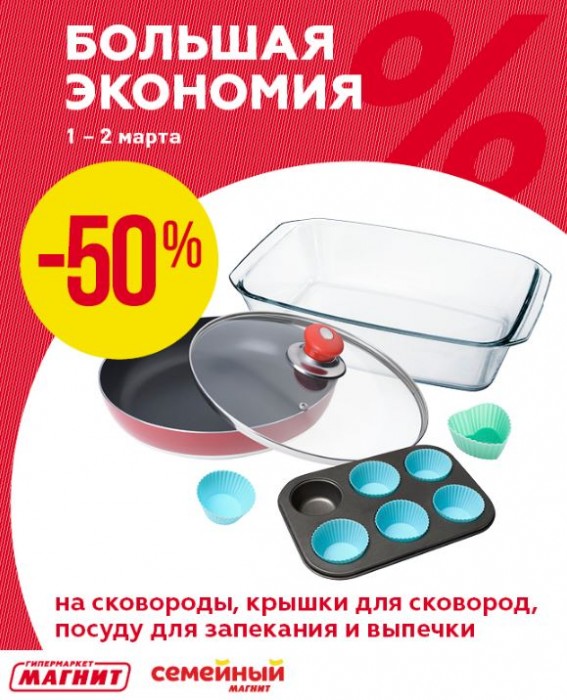 БОЛЬШАЯ
ЭКОНОМИЯ
1 – 2 марта
%
-50%
на сковороды, крышки для сковород,
посуду для запекания и выпечки
ГИПЕРМАРКЕТ
МАГНИТ
СЕМЕЙНЫЙ
МАГНИТ